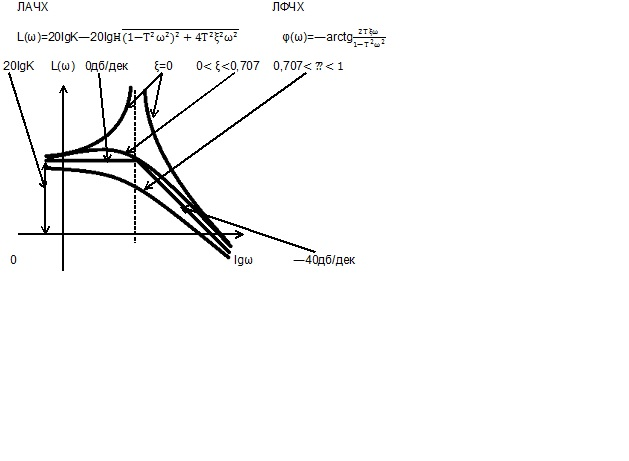 ЛАЧХ ЛФЧХ
L(ω)=20lgK—20lg√(1−T²ω²)² + 4T²ξ²ω² φ(ω)=—arctg 2Tξω/1−T²ω²
20lgK L(ω) 0дб/дек ξ=0 0< ξ<0,707 0,707< ⁇ < 1
0 lgω —40дб/дек